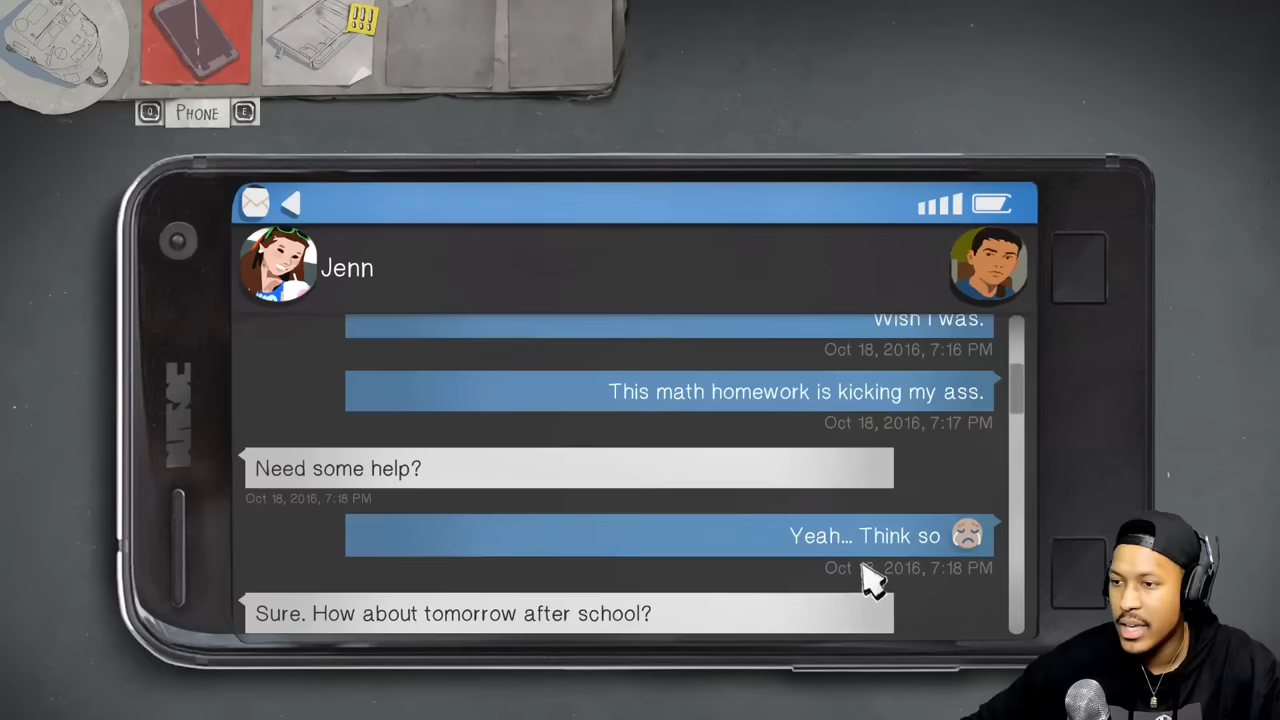 Q PHONE E
Jenn
Wish I was.
Oct 18, 2016, 7:16 PM
This math homework is kicking my ass.
Oct 18, 2016, 7:17 PM
Need some help?
Oct 18, 2016, 7:18 PM
Yeah... Think so
Oct 18, 2016, 7:18 PM
Sure. How about tomorrow after school?